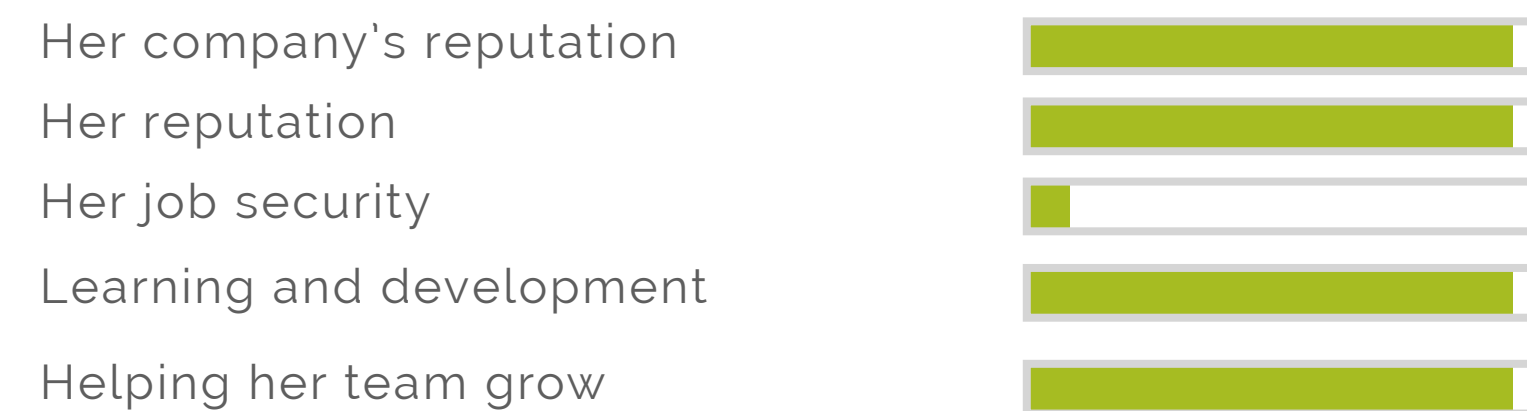 Her company’s reputation
Her reputation
Her job security
Learning and development
Helping her team grow